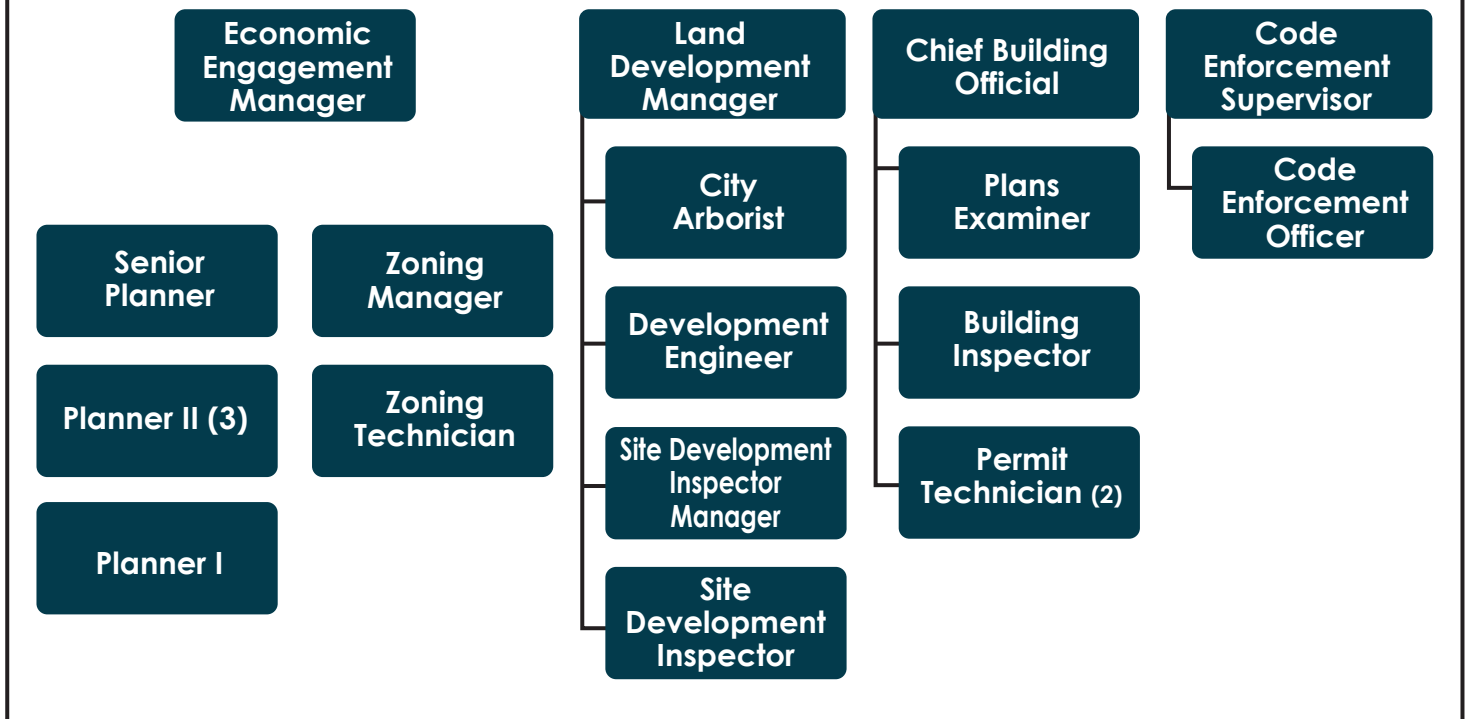 Economic
Engagement
Manager
Land
Development
Manager
Chief Building
Official
Code
Enforcement
Supervisor
City
Arborist
Plans
Examiner
Code
Enforcement
Officer
Senior
Planner
Zoning
Manager
Development
Engineer
Building
Inspector
Planner II (3)
Zoning
Technician
Site Development
Inspector
Manager
Permit
Technician (2)
Planner I
Site
Development
Inspector